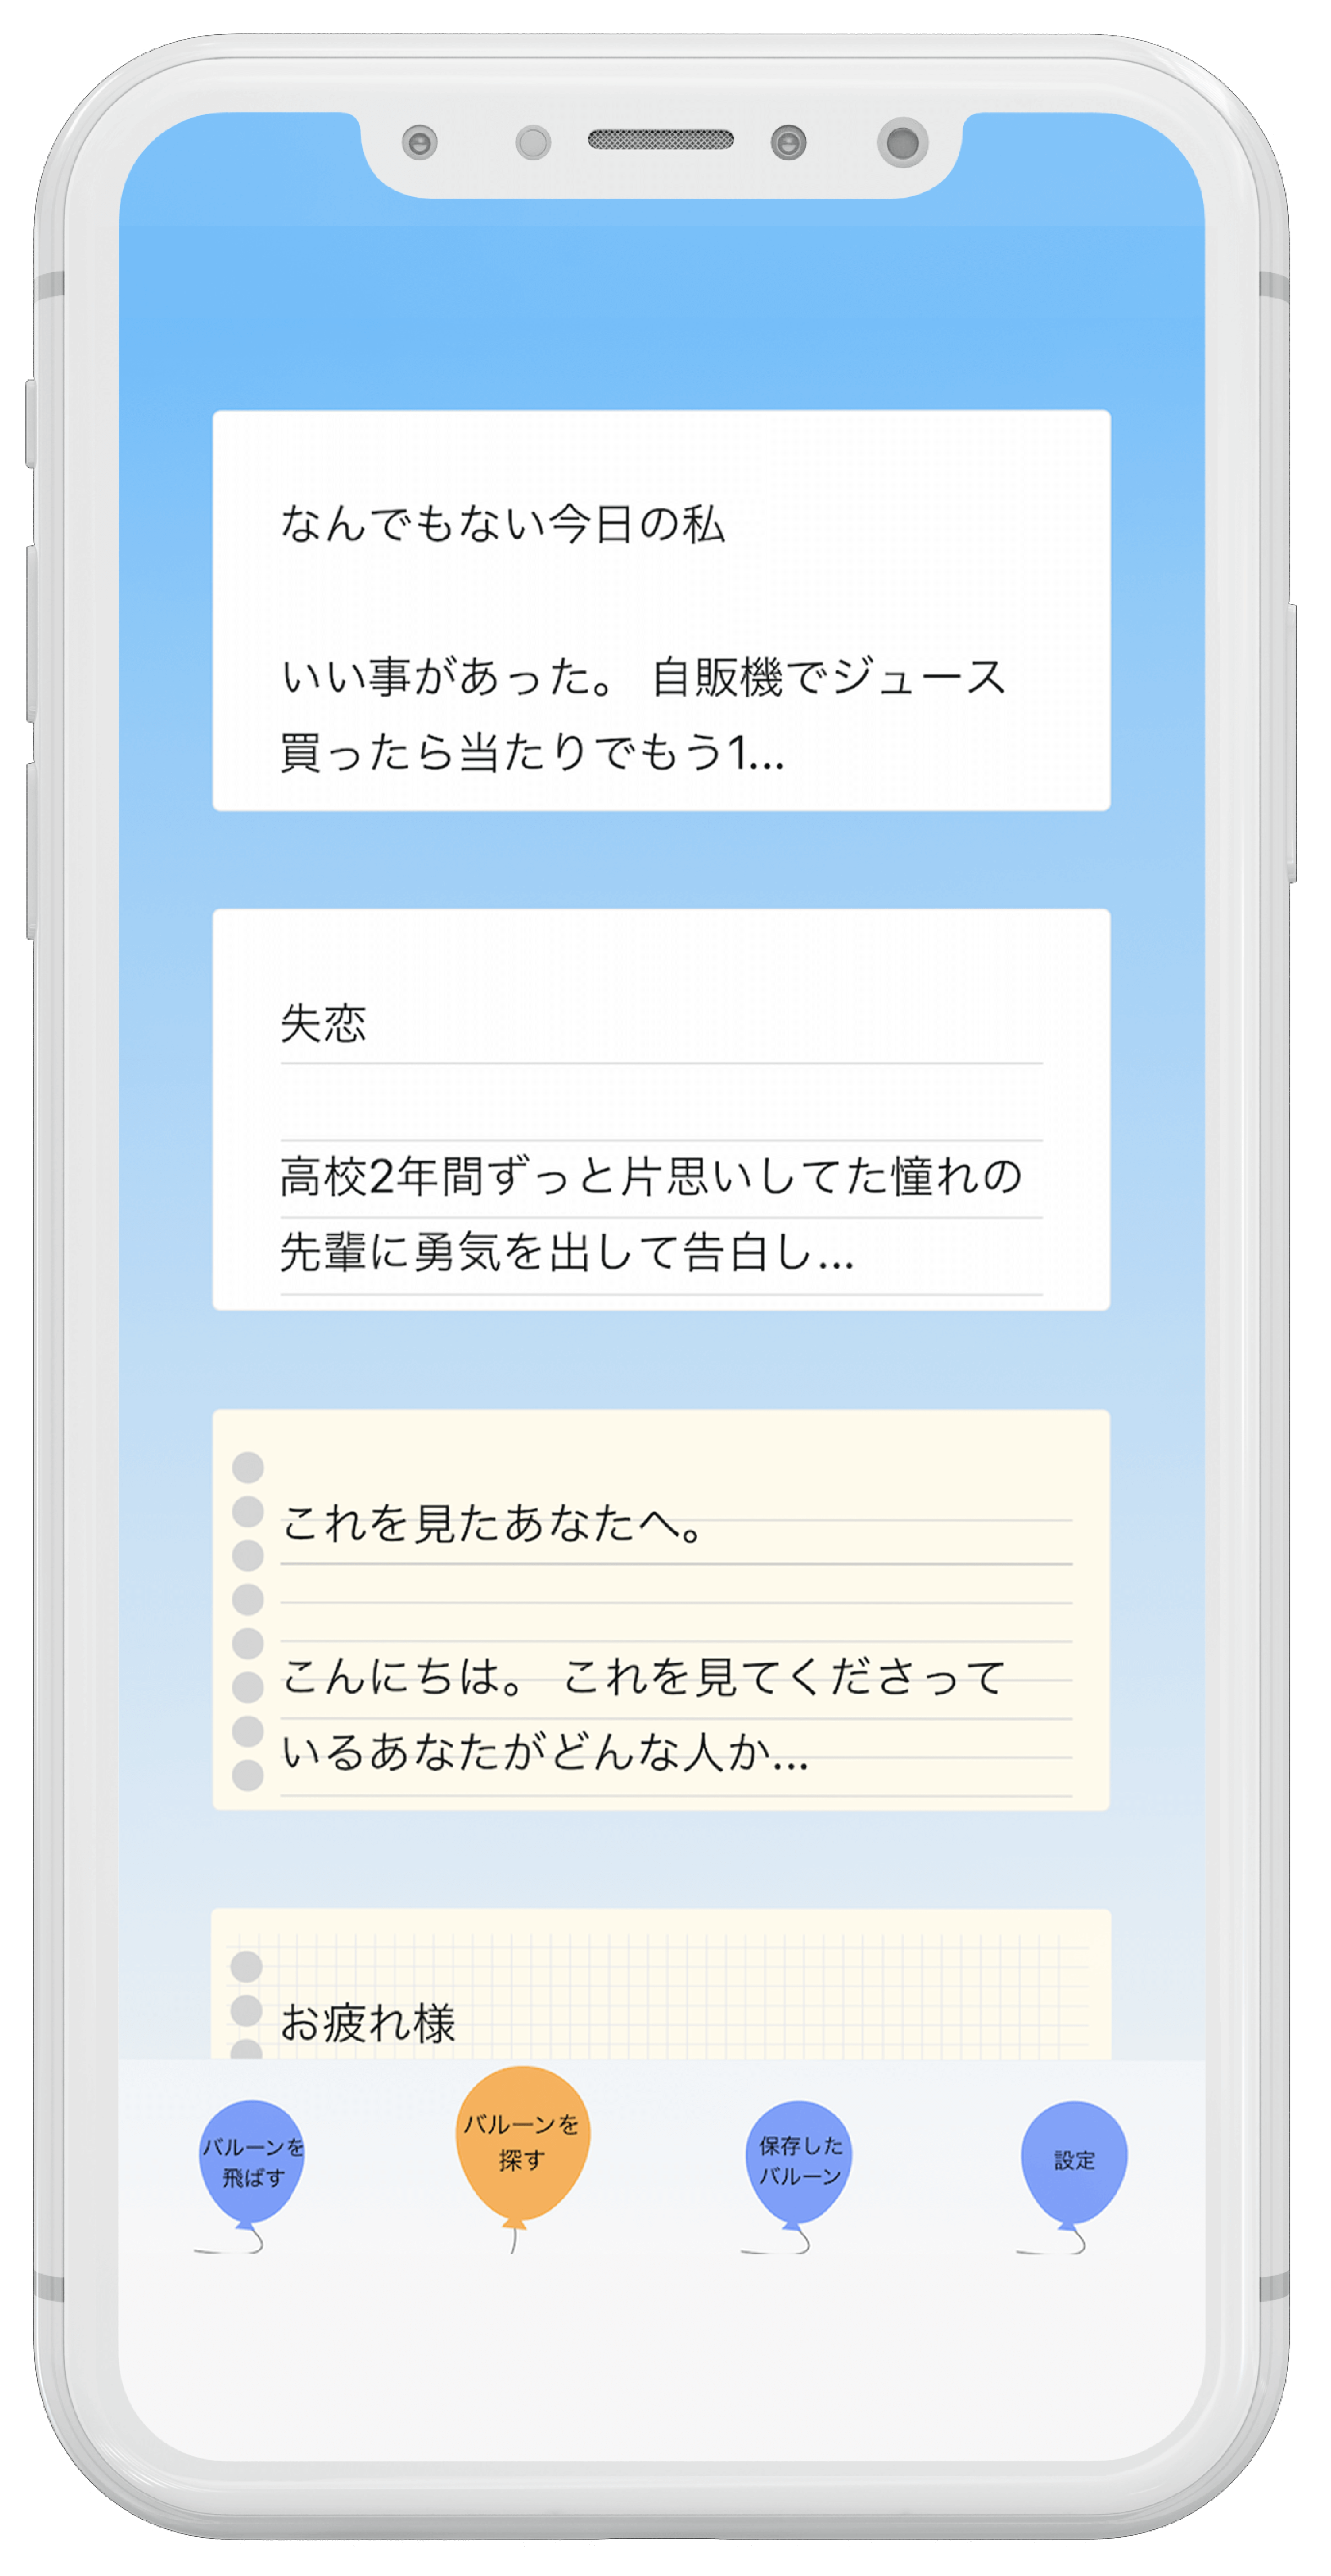 なんでもない今日の私
いい事があった。 自販機でジュース
買ったら当たりでもう1...
失恋
高校2年間ずっと片思いしてた憧れの
先輩に勇気を出して告白し...
これを見たあなたへ。
こんにちは。 これを見てくださって
いるあなたがどんな人か...
お疲れ様
バルーンを
飛ばす
バルーンを
探す
保存した
バルーン
設定